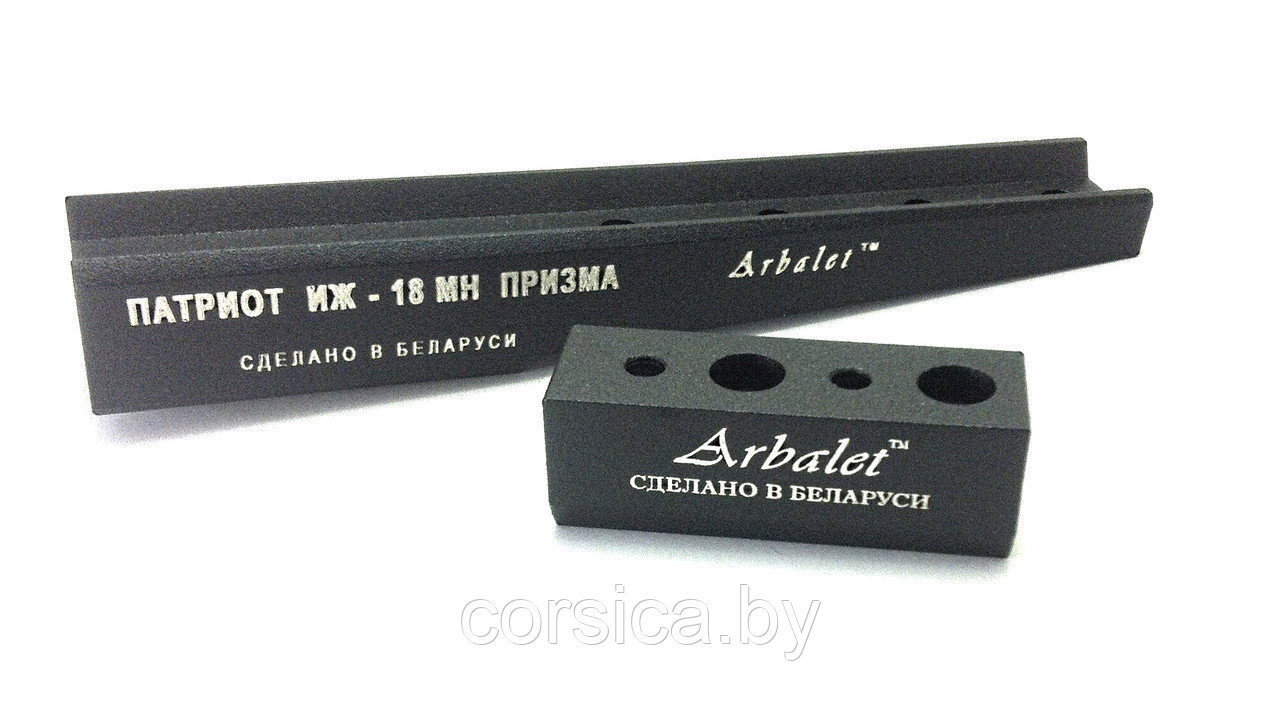 ПАТРИОТ ИЖ - 18 МН ПРИЗМА
Arbalet™
СДЕЛАНО В БЕЛАРУСИ
Arbalet™
СДЕЛАНО В БЕЛАРУСИ
corsica.by